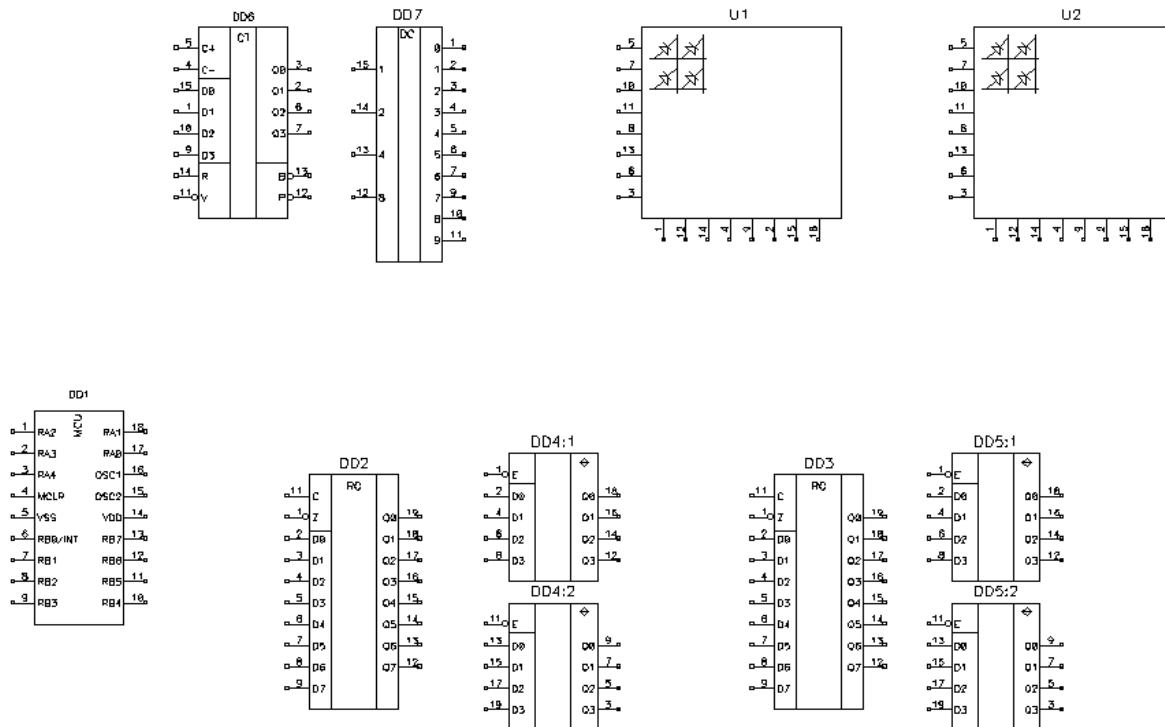 DD6
CT
5 C+
4 C-
15 D0 Q0 3
1 D1 Q1 2
10 D2 Q2 6
9 D3 Q3 7
14 R B 13
11 V P 12
DD7
DC
0 1
15 1 1 2
2 3
14 2 3 4
4 5
13 4 5 6
6 7
12 8 7 9
8 10
9 11
U1
5
7
10
11
8
13
6
3
1 12 14 4 9 2 15 16
U2
5
7
10
11
8
13
6
3
1 12 14 4 9 2 15 16
DD1
MCU
1 RA2 RA1 18
2 RA3 RA0 17
3 RA4 OSC1 16
4 MCLR OSC2 15
5 VSS VDD 14
6 RB0/INT RB7 13
7 RB1 RB6 12
8 RB2 RB5 11
9 RB3 RB4 10
DD2
RG
11 C
1 Z Q0 19
2 D0 Q1 18
3 D1 Q2 17
4 D2 Q3 16
5 D3 Q4 15
6 D4 Q5 14
7 D5 Q6 13
8 D6 Q7 12
9 D7
DD4:1
1 E
2 D0 Q0 18
4 D1 Q1 16
6 D2 Q2 14
8 D3 Q3 12
DD4:2
11 E
13 D0 Q0 9
15 D1 Q1 7
17 D2 Q2 5
19 D3 Q3 3
DD3
RG
11 C
1 Z Q0 19
2 D0 Q1 18
3 D1 Q2 17
4 D2 Q3 16
5 D3 Q4 15
6 D4 Q5 14
7 D5 Q6 13
8 D6 Q7 12
9 D7
DD5:1
1 E
2 D0 Q0 18
4 D1 Q1 16
6 D2 Q2 14
8 D3 Q3 12
DD5:2
11 E
13 D0 Q0 9
15 D1 Q1 7
17 D2 Q2 5
19 D3 Q3 3